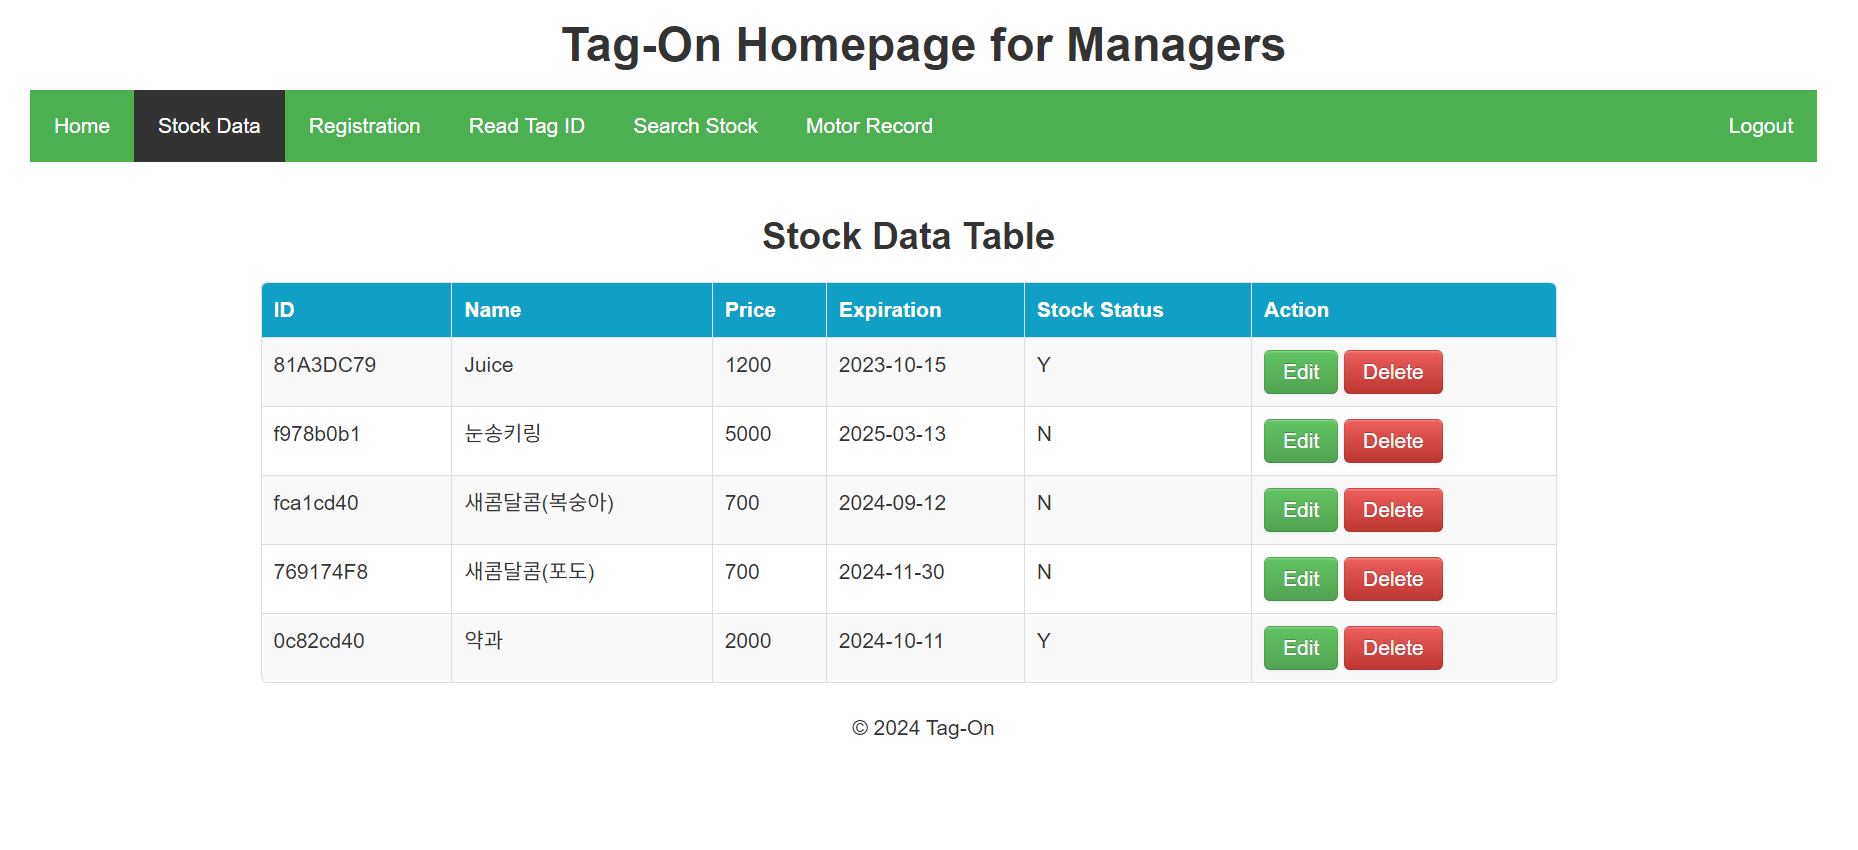 Tag-On Homepage for Managers
Home Stock Data Registration Read Tag ID Search Stock Motor Record Logout
Stock Data Table
ID Name Price Expiration Stock Status Action
81A3DC79 Juice 1200 2023-10-15 Y Edit Delete
f978b0b1 눈송키링 5000 2025-03-13 N Edit Delete
fca1cd40 새콤달콤(복숭아) 700 2024-09-12 N Edit Delete
769174F8 새콤달콤(포도) 700 2024-11-30 N Edit Delete
0c82cd40 약과 2000 2024-10-11 Y Edit Delete
© 2024 Tag-On